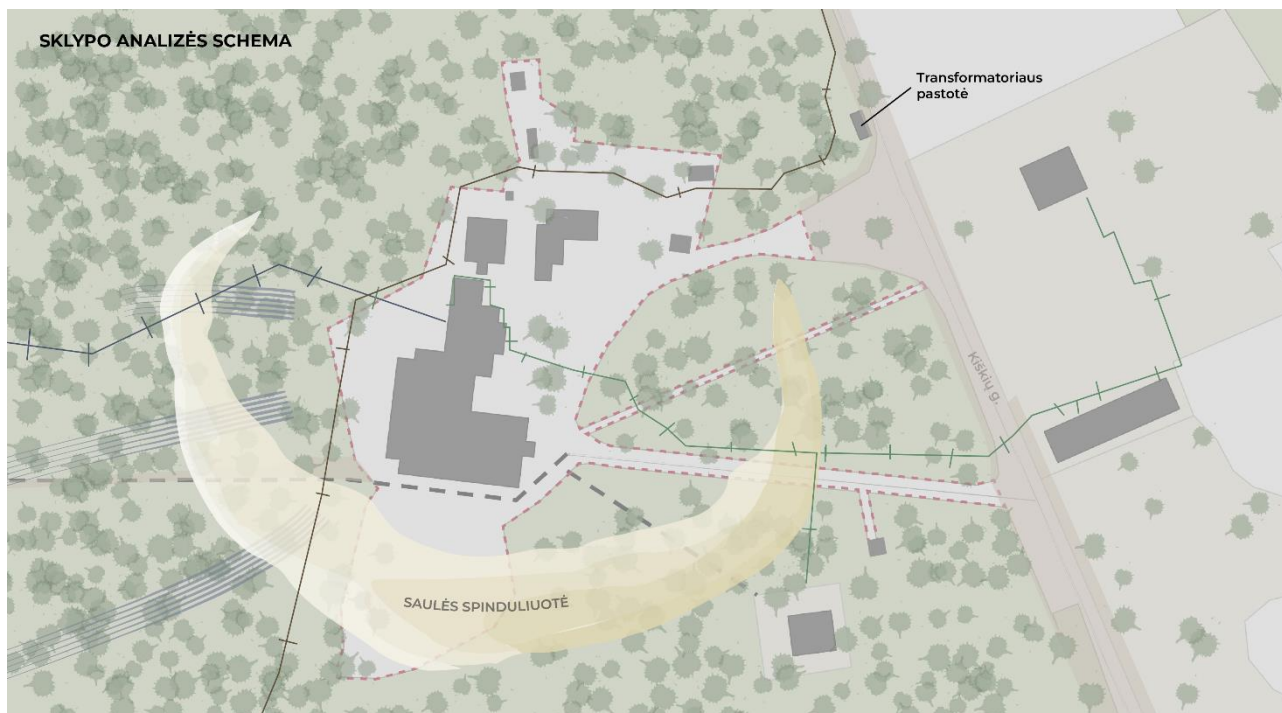 SKLYPO ANALIZĖS SCHEMA
Transformatoriaus
pastotė
Kiškių g.
SAULĖS SPINDULIUOTĖ